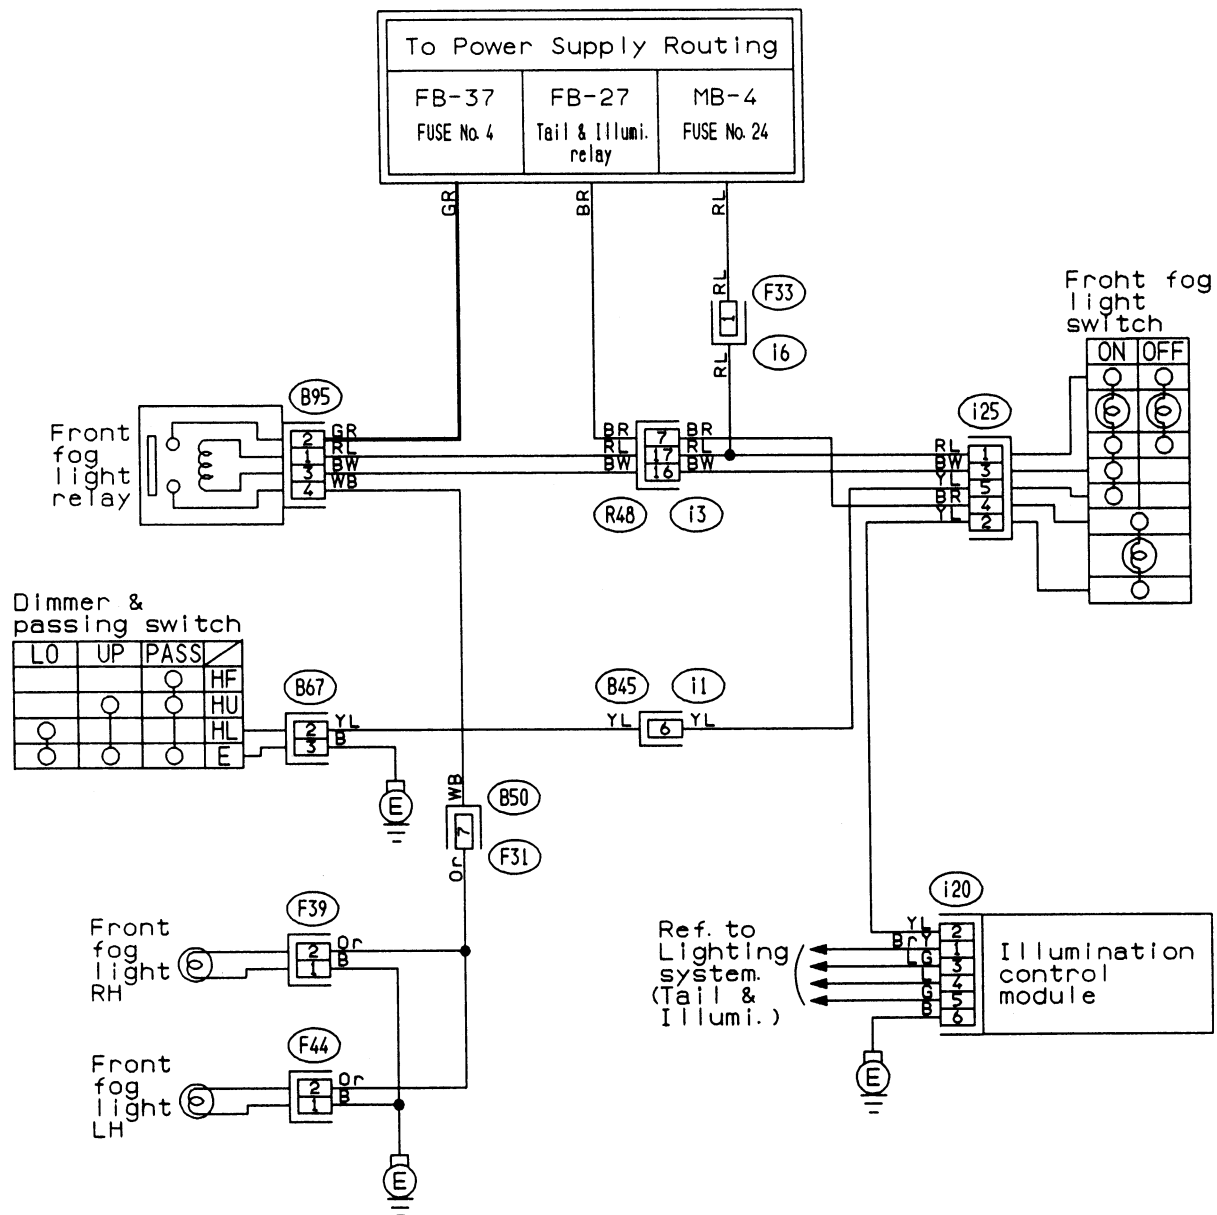 To Power Supply Routing
FB-37
FUSE No. 4
FB-27
Tail & Illumi.
relay
MB-4
FUSE No. 24
GR
BR
RL
RL
F33
1
i6
RL
Froht fog
light
switch
ON OFF
B95
Front
fog
light
relay
2 GR
1 RL
3 BW
4 WB
BR 7 BR
RL 17 RL
BW 16 BW
R48
i3
i25
RL 1
BW 3
YL 5
BR 4
YL 2
Dimmer &
passing switch
LO UP PASS
HF
HU
HL
E
B67
2 YL
3 B
E
B45
i1
YL 6 YL
WB
B50
7
F31
Or
Front
fog
light
RH
F39
2 Or
1 B
Front
fog
light
LH
F44
2 Or
1 B
E
i20
Ref. to
Lighting
system.
(Tail &
Illumi.)
YL 2
BrY 1
LG 3
L 4
G 5
B 6
Illumination
control
module
E